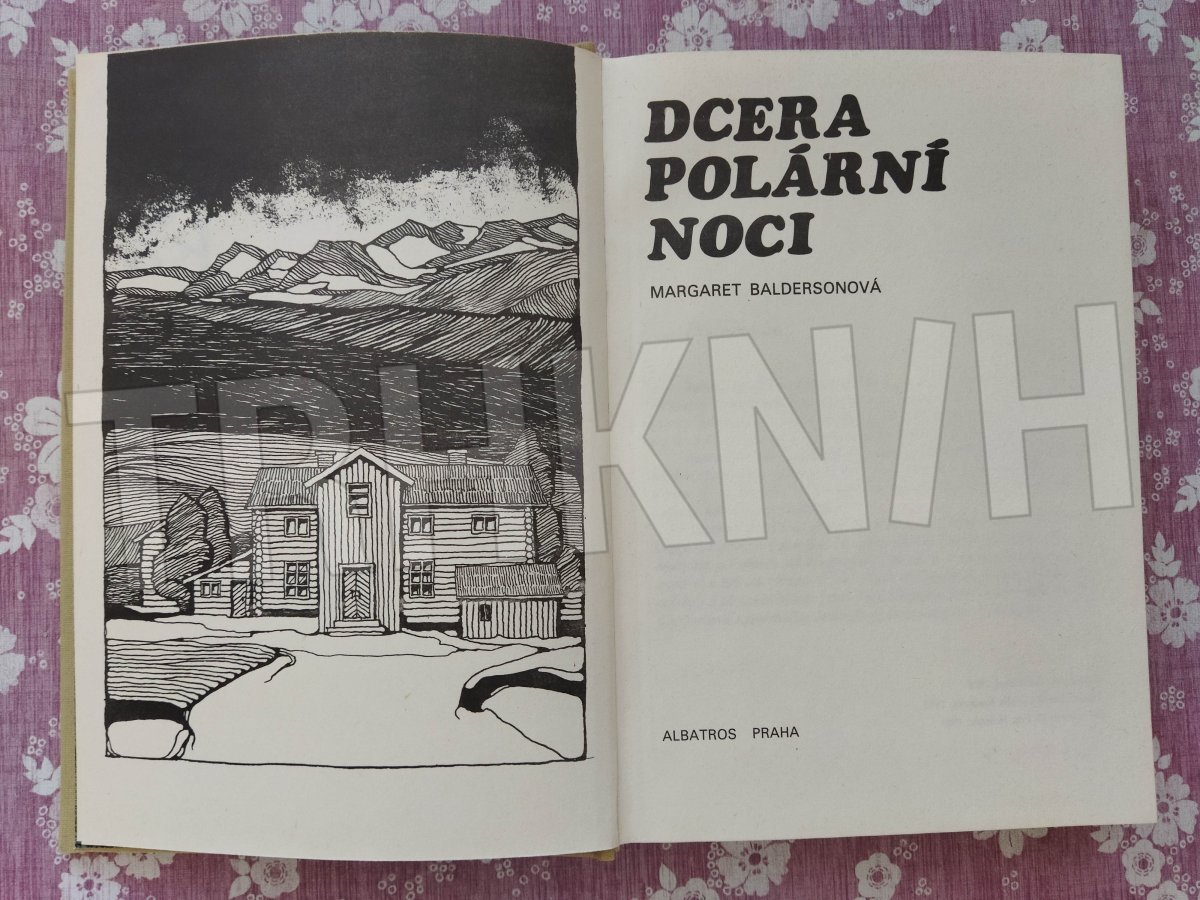 DCERA
POLÁRNÍ
NOCI
MARGARET BALDERSONOVÁ
TRHKNIH
ALBATROS PRAHA